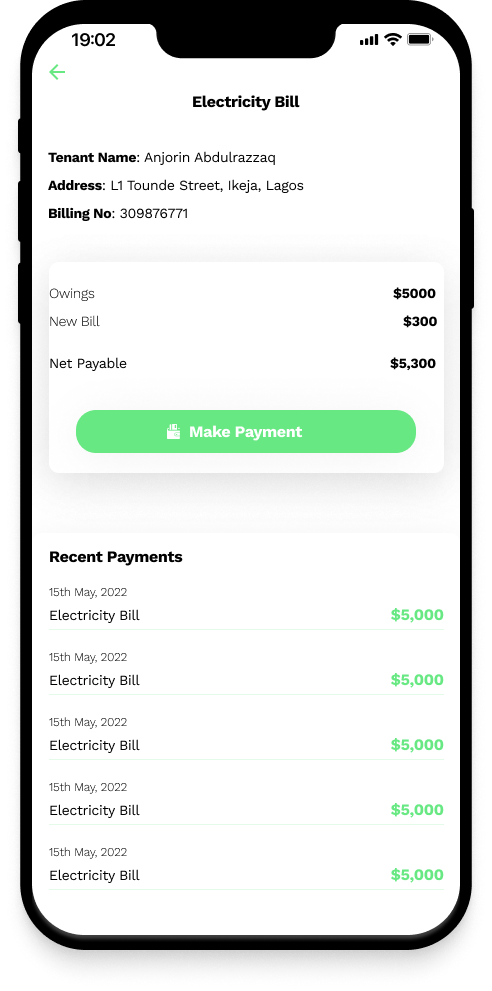 19:02
Electricity Bill
Tenant Name: Anjorin Abdulrazzaq
Address: L1 Tounde Street, Ikeja, Lagos
Billing No: 309876771
Owings $5000
New Bill $300
Net Payable $5,300
Make Payment
Recent Payments
15th May, 2022
Electricity Bill $5,000
15th May, 2022
Electricity Bill $5,000
15th May, 2022
Electricity Bill $5,000
15th May, 2022
Electricity Bill $5,000
15th May, 2022
Electricity Bill $5,000